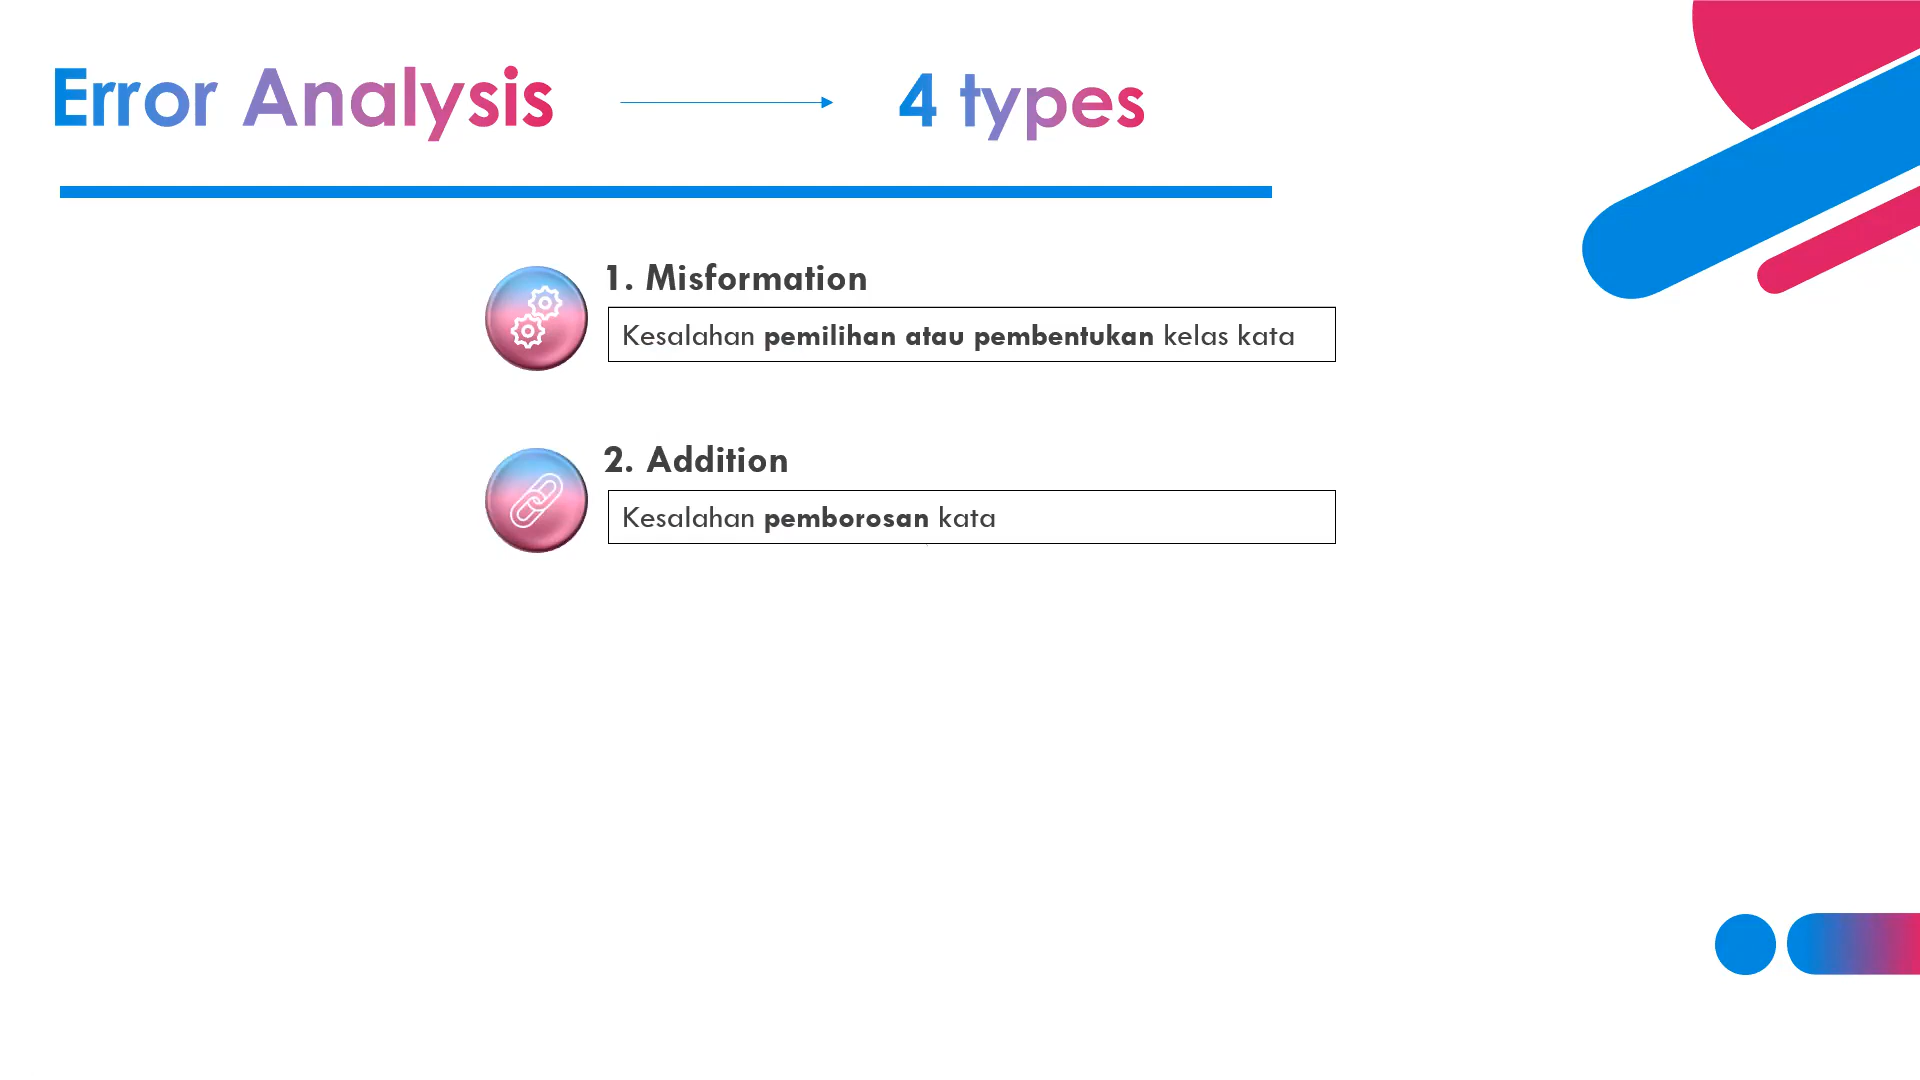 Error Analysis 4 types
1. Misformation
Kesalahan pemilihan atau pembentukan kelas kata
2. Addition
Kesalahan pemborosan kata